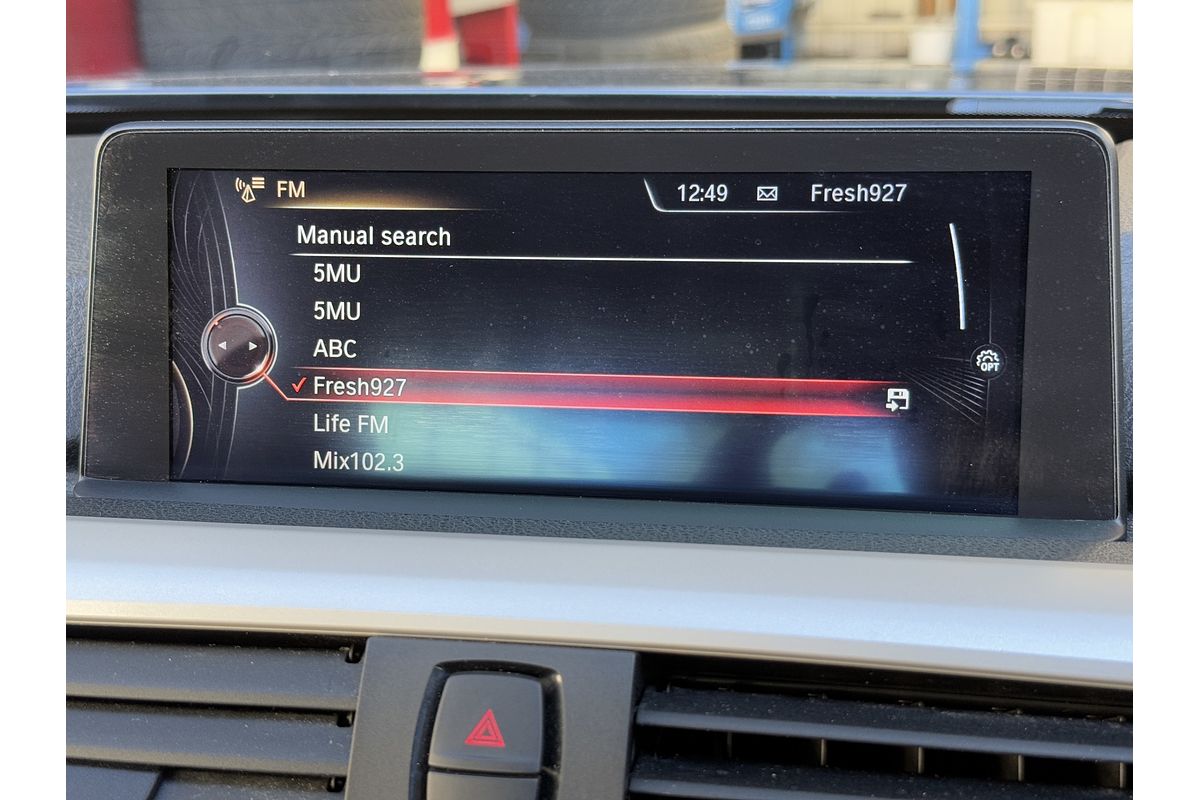 FM
12:49 Fresh927
Manual search
5MU
5MU
ABC
Fresh927
Life FM
Mix102.3
OPT